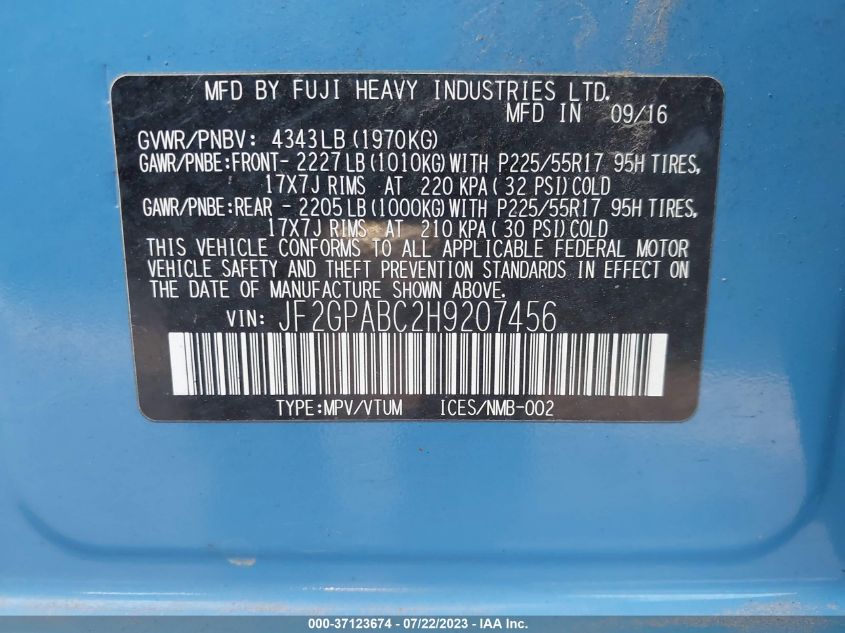 MFD BY FUJI HEAVY INDUSTRIES LTD.
MFD IN 09/16
GVWR/PNBV: 4343LB (1970KG)
GAWR/PNBE:FRONT- 2227LB (1010KG) WITH P225/55R17 95H TIRES,
17X7J RIMS AT 220 KPA ( 32 PSI) COLD
GAWR/PNBE:REAR - 2205LB (1000KG) WITH P225/55R17 95H TIRES,
17X7J RIMS AT 210 KPA ( 30 PSI) COLD
THIS VEHICLE CONFORMS TO ALL APPLICABLE FEDERAL MOTOR
VEHICLE SAFETY AND THEFT PREVENTION STANDARDS IN EFFECT ON
THE DATE OF MANUFACTURE SHOWN ABOVE.
VIN: JF2GPABC2H9207456
TYPE:MPV/VTUM ICES/NMB-002
000-37123674 - 07/22/2023 - IAA Inc.